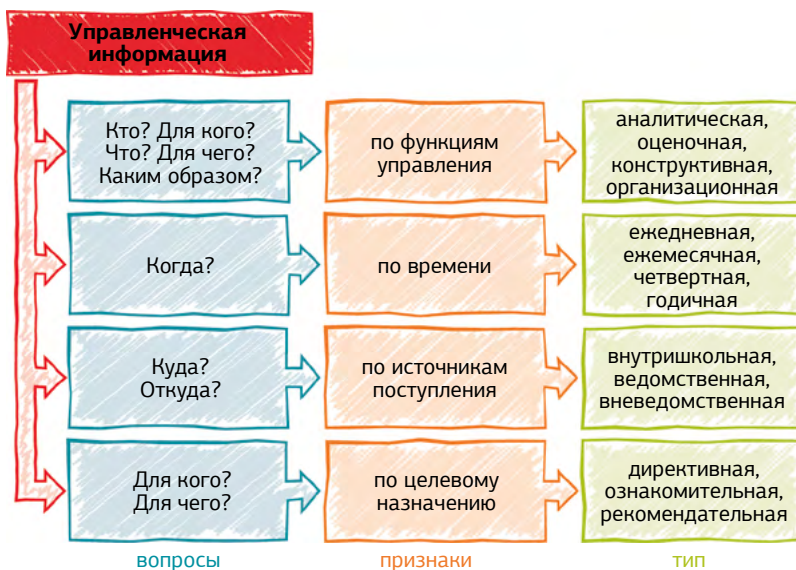 Управленческая
информация
Кто? Для кого?
Что? Для чего?
Каким образом?
по функциям
управления
аналитическая,
оценочная,
конструктивная,
организационная
Когда?
по времени
ежедневная,
ежемесячная,
четвертная,
годичная
Куда?
Откуда?
по источникам
поступления
внутришкольная,
ведомственная,
вневедомственная
Для кого?
Для чего?
по целевому
назначению
директивная,
ознакомительная,
рекомендательная
вопросы
признаки
тип